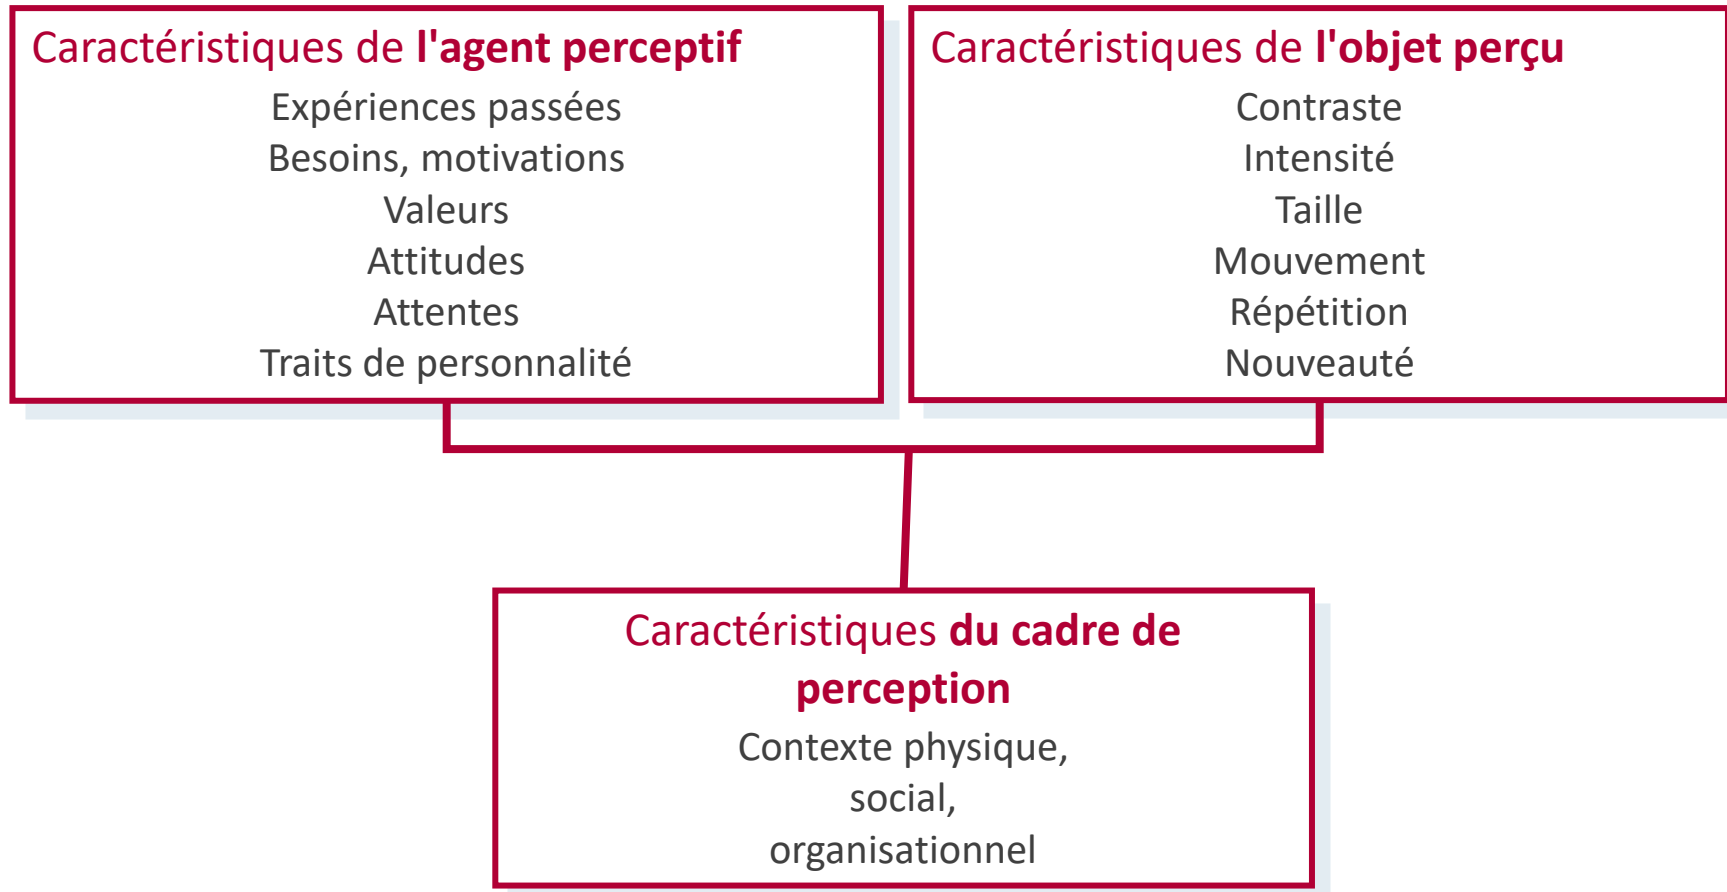 Caractéristiques de l'agent perceptif
Expériences passées
Besoins, motivations
Valeurs
Attitudes
Attentes
Traits de personnalité
Caractéristiques de l'objet perçu
Contraste
Intensité
Taille
Mouvement
Répétition
Nouveauté
Caractéristiques du cadre de
perception
Contexte physique,
social,
organisationnel